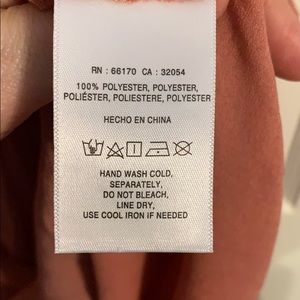 RN : 66170 CA : 32054
100% POLYESTER, POLYESTER,
POLIÉSTER, POLIESTERE, POLYESTER
HECHO EN CHINA
HAND WASH COLD,
SEPARATELY,
DO NOT BLEACH,
LINE DRY,
USE COOL IRON IF NEEDED